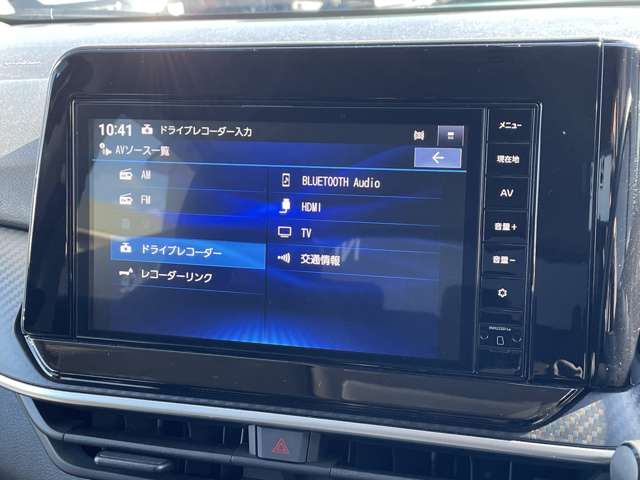 10:41 ドライブレコーダー入力
AVソース一覧
AM
FM
ドライブレコーダー
レコーダーリンク
BLUETOOTH Audio
HDMI
TV
交通情報
メニュー
現在地
AV
音量+
音量-